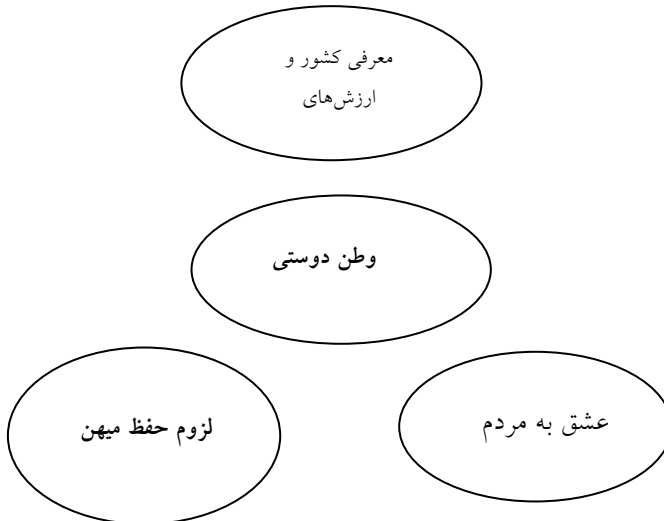 معرفی کشور و
ارزش‌های
وطن دوستی
عشق به مردم
لزوم حفظ میهن